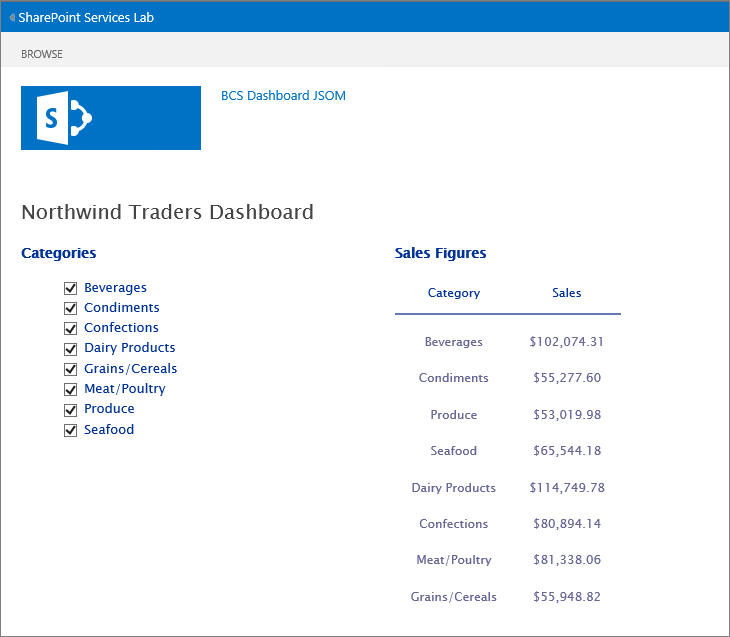 SharePoint Services Lab
BROWSE
S
BCS Dashboard JSOM
Northwind Traders Dashboard
Categories
Beverages
Condiments
Confections
Dairy Products
Grains/Cereals
Meat/Poultry
Produce
Seafood
Sales Figures
Category Sales
Beverages $102,074.31
Condiments $55,277.60
Produce $53,019.98
Seafood $65,544.18
Dairy Products $114,749.78
Confections $80,894.14
Meat/Poultry $81,338.06
Grains/Cereals $55,948.82